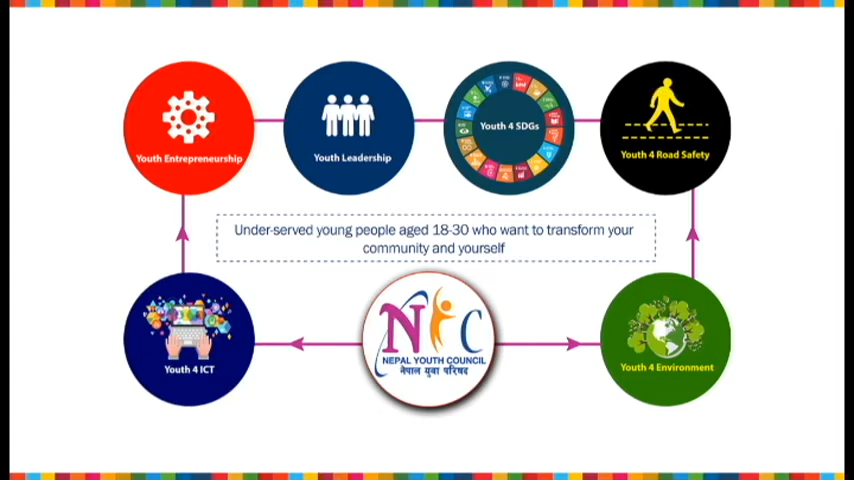 Youth Entrepreneurship
Youth Leadership
Youth 4 SDGs
Youth 4 Road Safety
Under-served young people aged 18-30 who want to transform your
community and yourself
Youth 4 ICT
NYC
NEPAL YOUTH COUNCIL
नेपाल युवा परिषद
Youth 4 Environment